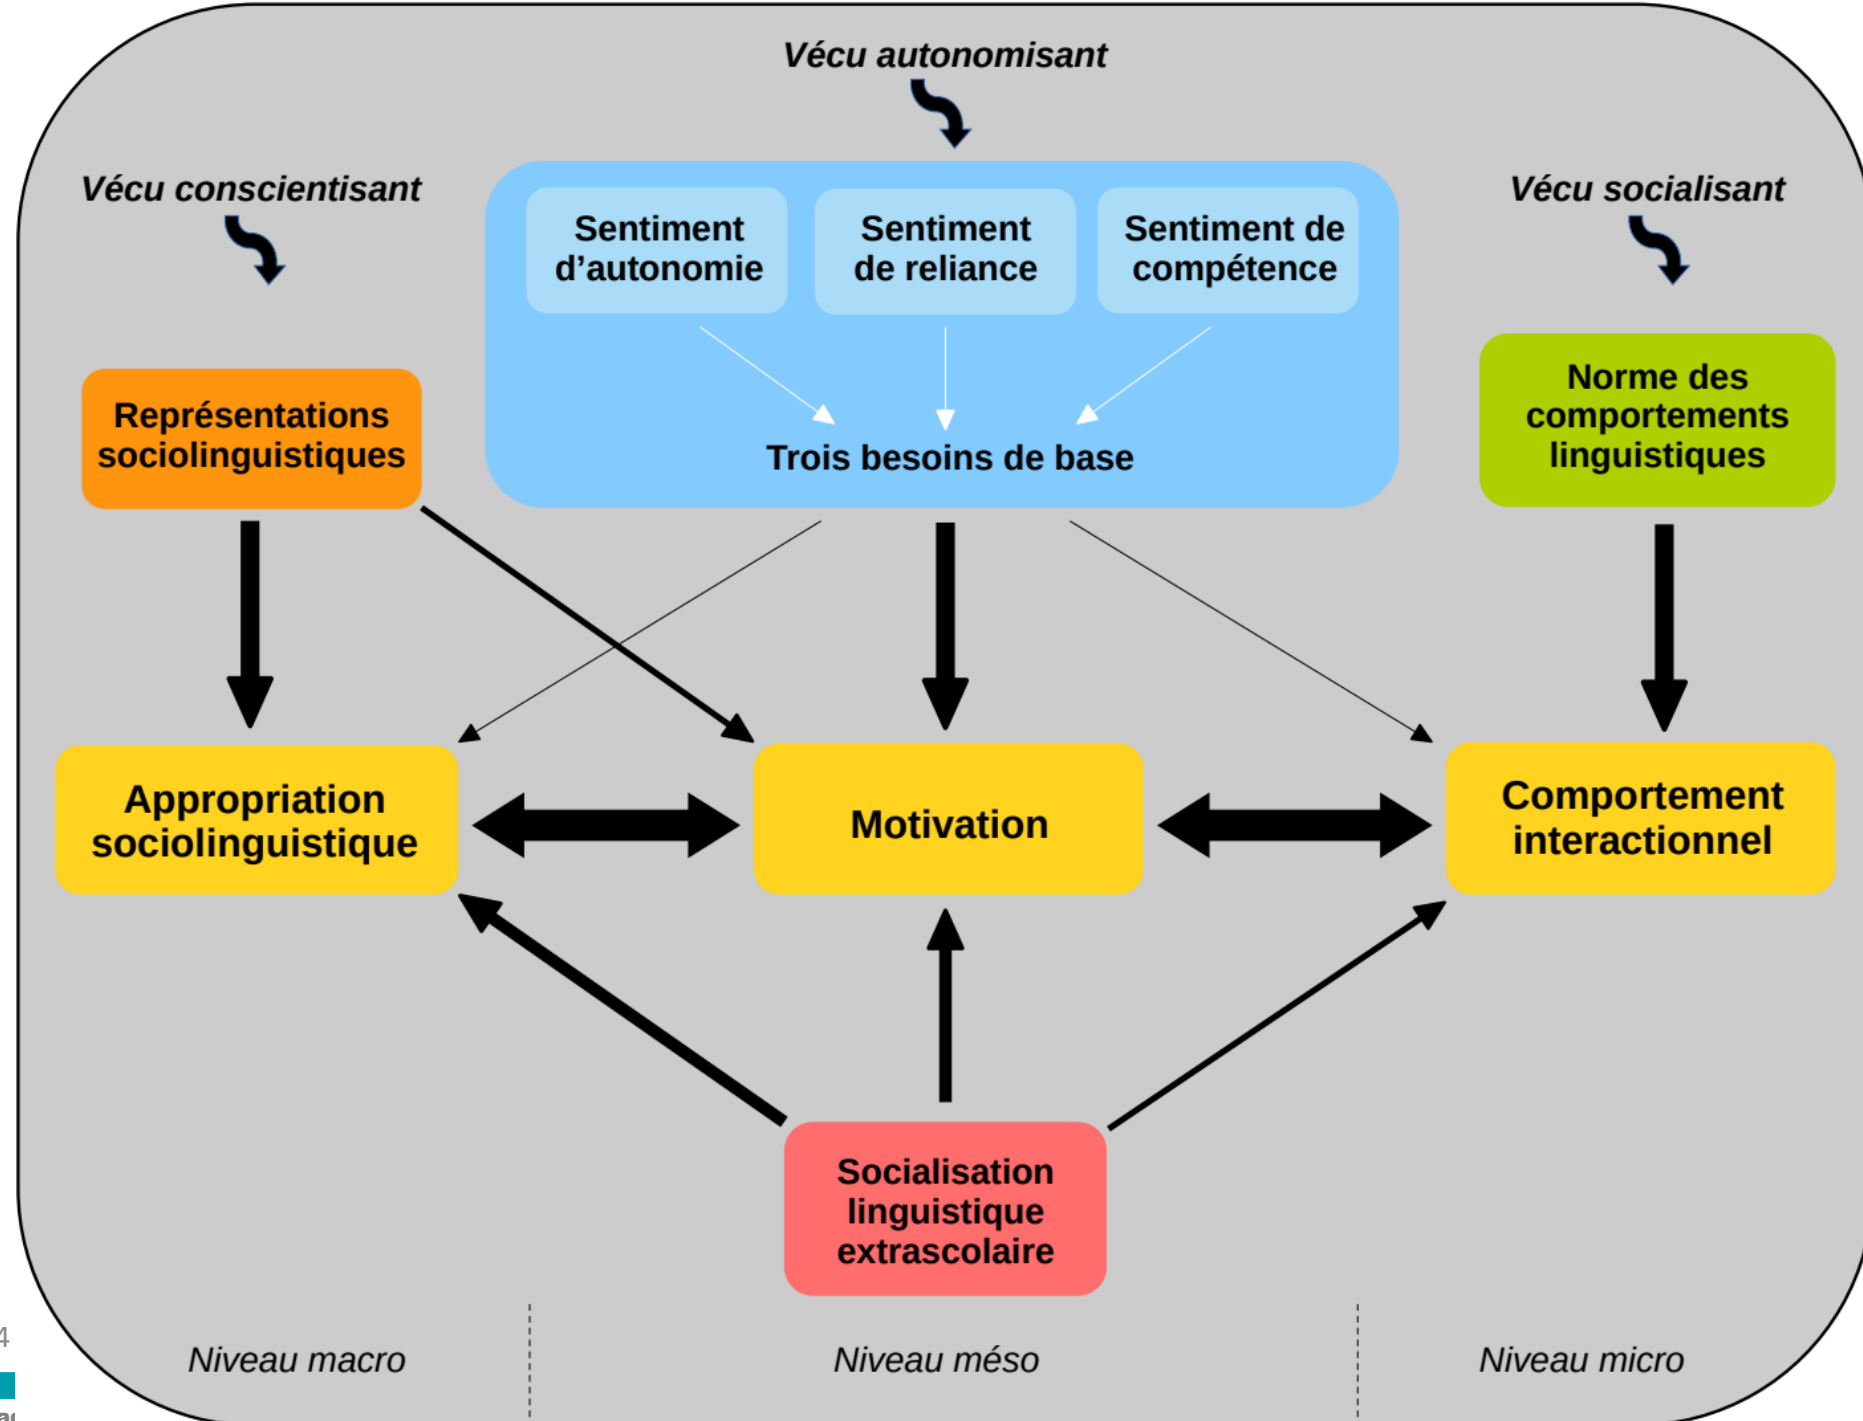 Vécu autonomisant
Vécu conscientisant
Vécu socialisant
Sentiment
d’autonomie
Sentiment
de reliance
Sentiment de
compétence
Trois besoins de base
Représentations
sociolinguistiques
Norme des
comportements
linguistiques
Appropriation
sociolinguistique
Motivation
Comportement
interactionnel
Socialisation
linguistique
extrascolaire
Niveau macro
Niveau méso
Niveau micro
4